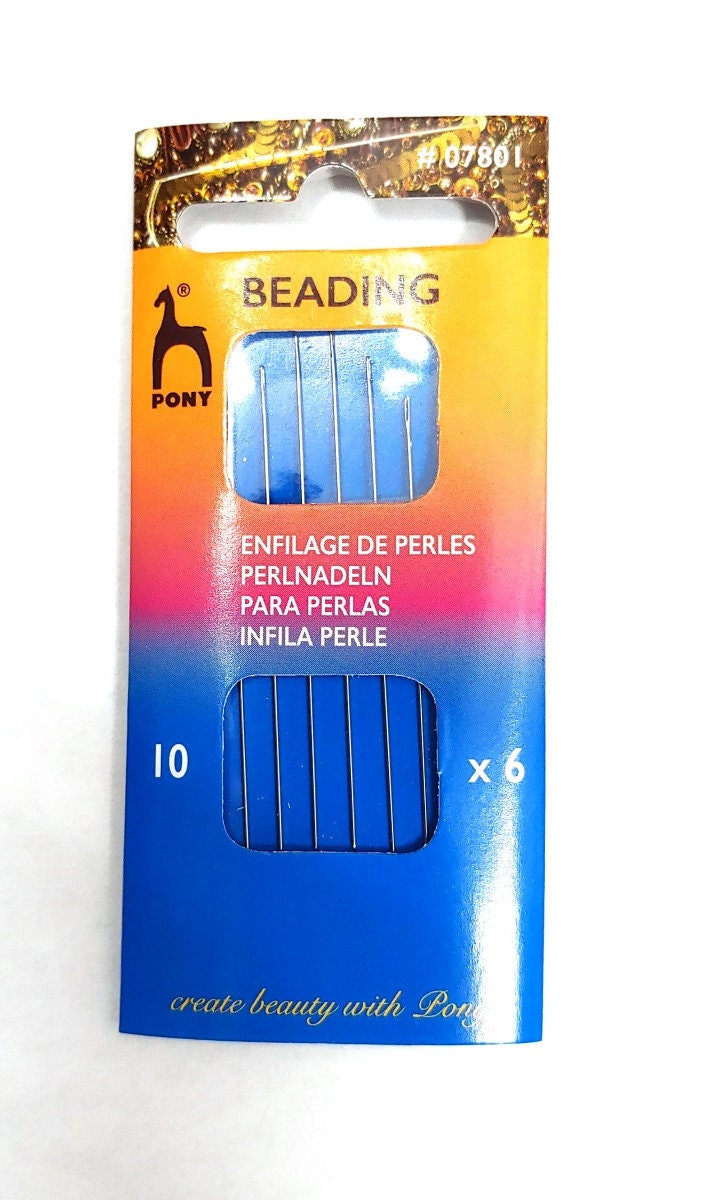 # 07801
BEADING
®
PONY
ENFILAGE DE PERLES
PERLNADELN
PARA PERLAS
INFILA PERLE
10
x 6
create beauty with Pony